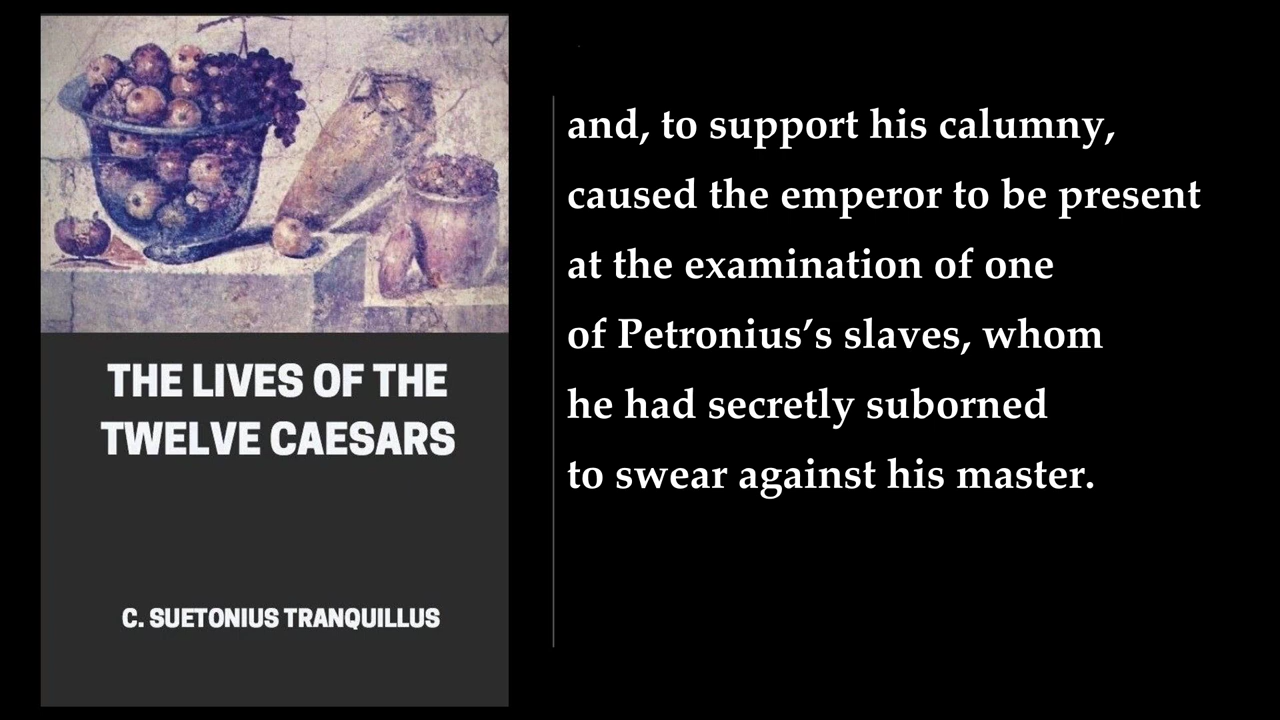 THE LIVES OF THE
TWELVE CAESARS
C. SUETONIUS TRANQUILLUS
and, to support his calumny,
caused the emperor to be present
at the examination of one
of Petronius’s slaves, whom
he had secretly suborned
to swear against his master.